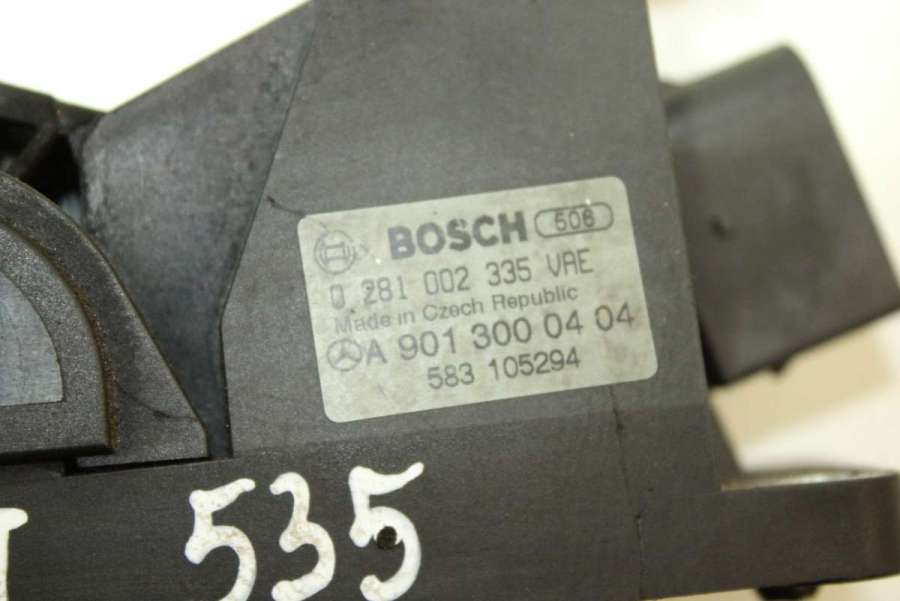 BOSCH 508
0 281 002 335 VAE
Made in Czech Republic
A 901 300 04 04
583 105294
535